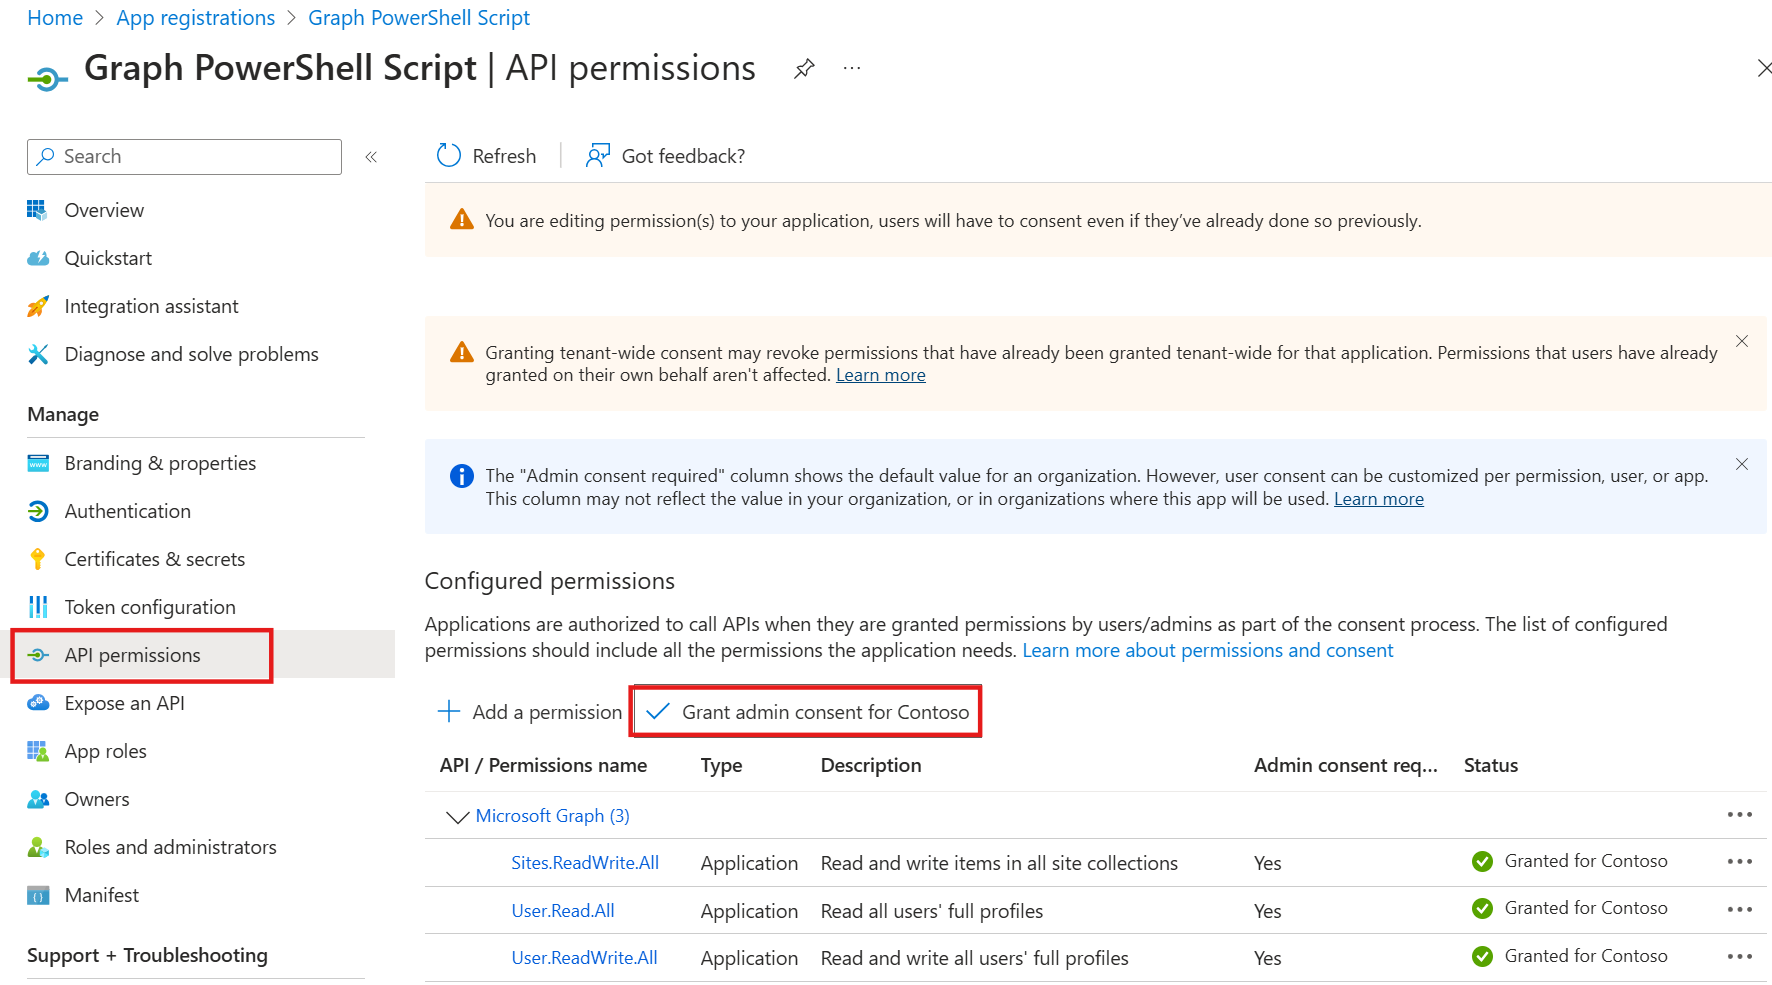 Home > App registrations > Graph PowerShell Script
Graph PowerShell Script | API permissions
Search
Overview
Quickstart
Integration assistant
Diagnose and solve problems
Manage
Branding & properties
Authentication
Certificates & secrets
Token configuration
API permissions
Expose an API
App roles
Owners
Roles and administrators
Manifest
Support + Troubleshooting
Refresh
Got feedback?
You are editing permission(s) to your application, users will have to consent even if they’ve already done so previously.
Granting tenant-wide consent may revoke permissions that have already been granted tenant-wide for that application. Permissions that users have already
granted on their own behalf aren't affected. Learn more
The "Admin consent required" column shows the default value for an organization. However, user consent can be customized per permission, user, or app.
This column may not reflect the value in your organization, or in organizations where this app will be used. Learn more
Configured permissions
Applications are authorized to call APIs when they are granted permissions by users/admins as part of the consent process. The list of configured
permissions should include all the permissions the application needs. Learn more about permissions and consent
Add a permission
Grant admin consent for Contoso
API / Permissions name Type Description Admin consent req... Status
Microsoft Graph (3)
Sites.ReadWrite.All Application Read and write items in all site collections Yes Granted for Contoso
User.Read.All Application Read all users' full profiles Yes Granted for Contoso
User.ReadWrite.All Application Read and write all users' full profiles Yes Granted for Contoso